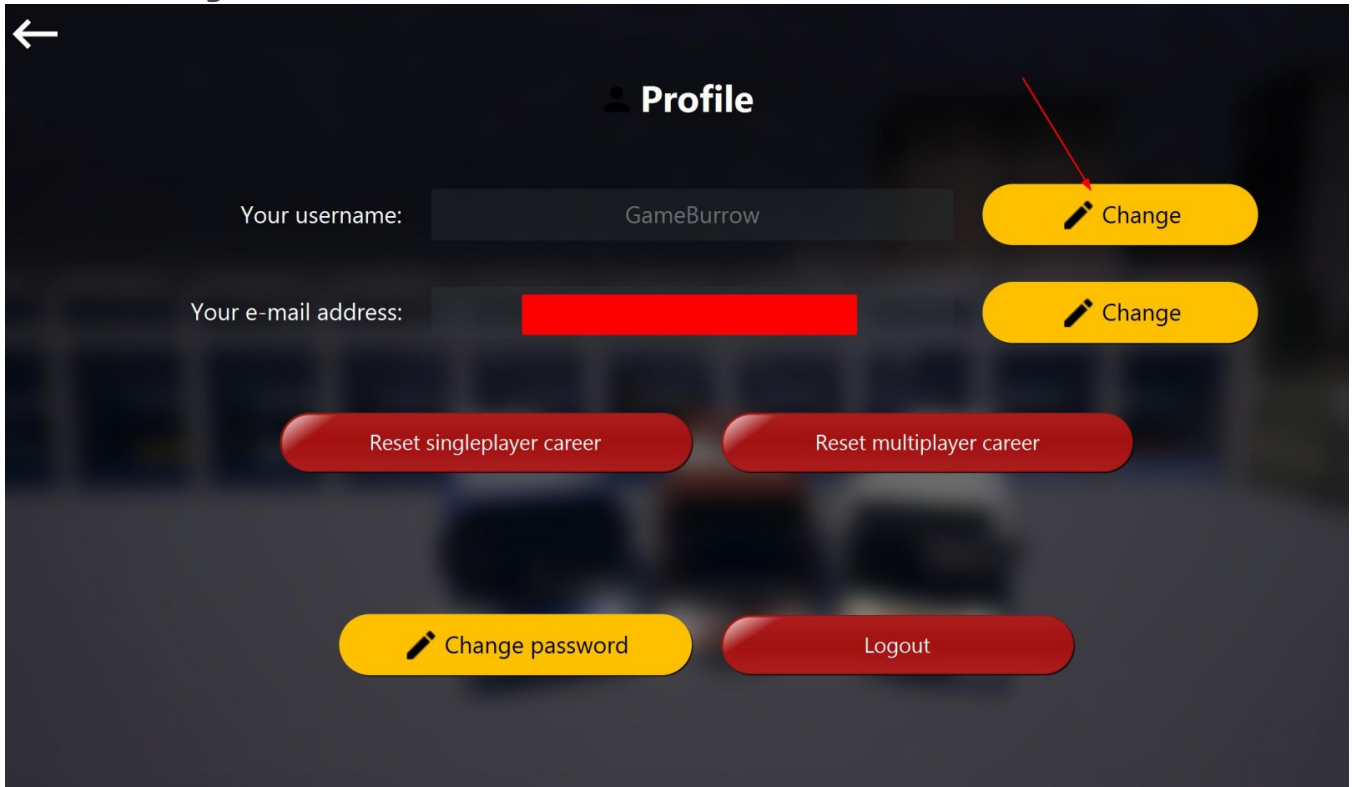 Profile
Your username: GameBurrow Change
Your e-mail address: Change
Reset singleplayer career Reset multiplayer career
Change password Logout